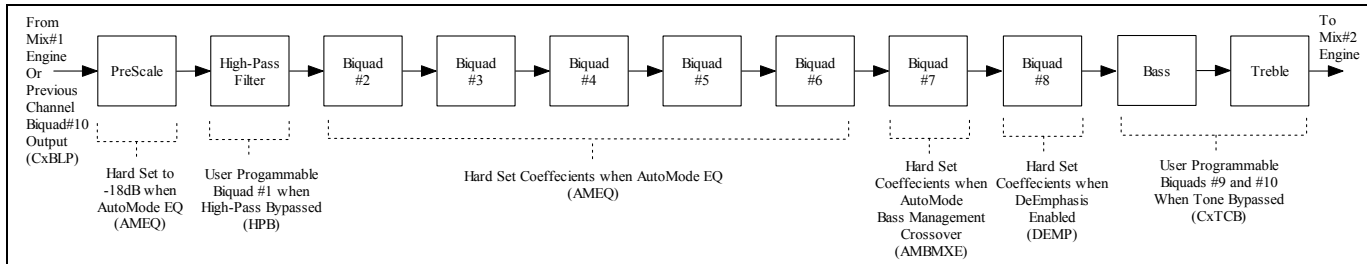 From
Mix#1
Engine
Or
Previous
Channel
Biquad#10
Output
(CxBLP)
PreScale
High-Pass
Filter
Biquad
#2
Biquad
#3
Biquad
#4
Biquad
#5
Biquad
#6
Biquad
#7
Biquad
#8
Bass
Treble
To
Mix#2
Engine
Hard Set to
-18dB when
AutoMode EQ
(AMEQ)
User Progammable
Biquad #1 when
High-Pass Bypassed
(HPB)
Hard Set Coeffecients when AutoMode EQ
(AMEQ)
Hard Set
Coeffecients when
AutoMode
Bass Management
Crossover
(AMBMXE)
Hard Set
Coeffecients when
DeEmphasis
Enabled
(DEMP)
User Programmable
Biquads #9 and #10
When Tone Bypassed
(CxTCB)